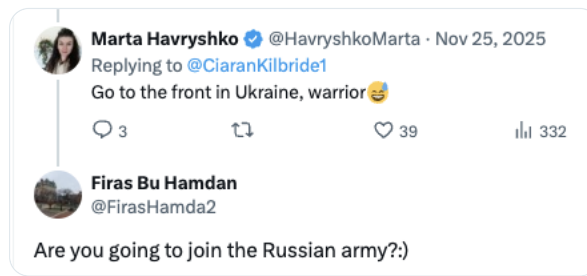 Marta Havryshko @HavryshkoMarta · Nov 25, 2025
Replying to @CiaranKilbride1
Go to the front in Ukraine, warrior😅
3 39 332
Firas Bu Hamdan
@FirasHamda2
Are you going to join the Russian army?:)